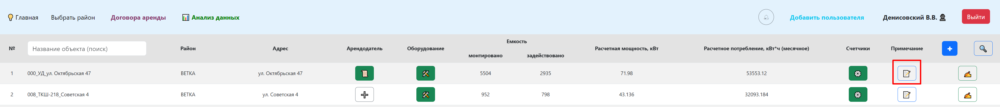 Главная Выбрать район Договора аренды Анализ данных Добавить пользователя Денисовский В.В. Выйти
№ Название объекта (поиск) Район Адрес Арендодатель Оборудование Емкость монтировано задействовано Расчетная мощность, кВт Расчетное потребление, кВт*ч (месячное) Счетчики Примечание +
1 000_УД_ул. Октябрьская 47 ВЕТКА ул. Октябрьская 47 5504 2935 71.98 53553.12
2 008_ТКШ-218_Советская 4 ВЕТКА ул. Советская 4 952 798 43.136 32093.184